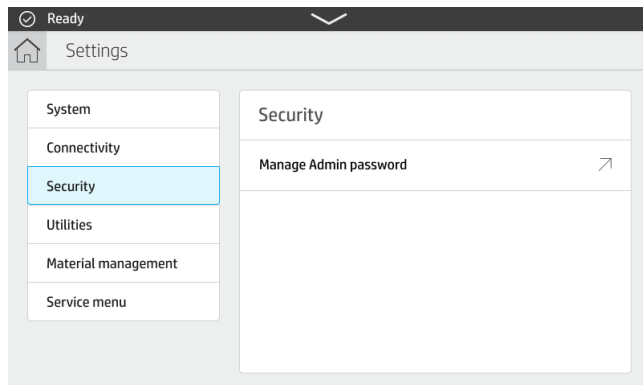 Ready
Settings
System
Connectivity
Security
Utilities
Material management
Service menu
Security
Manage Admin password